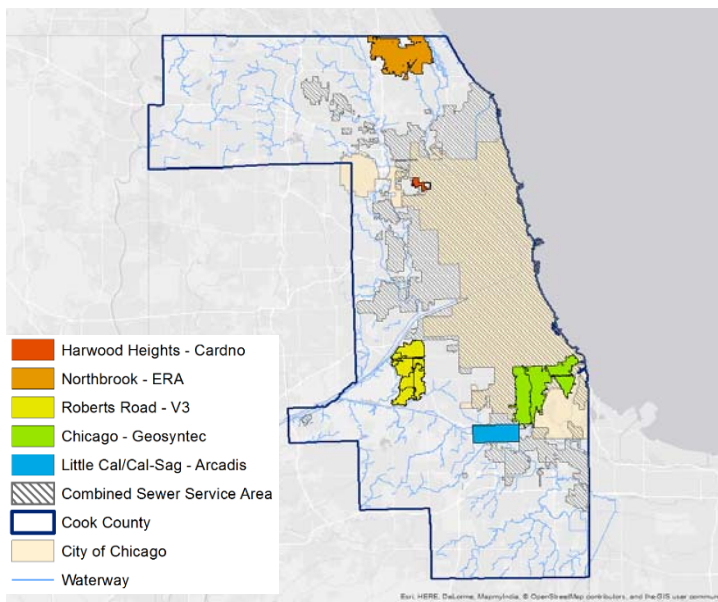 Harwood Heights - Cardno
Northbrook - ERA
Roberts Road - V3
Chicago - Geosyntec
Little Cal/Cal-Sag - Arcadis
Combined Sewer Service Area
Cook County
City of Chicago
Waterway
Esri, HERE, DeLorme, MapmyIndia, © OpenStreetMap contributors, and the GIS user commun